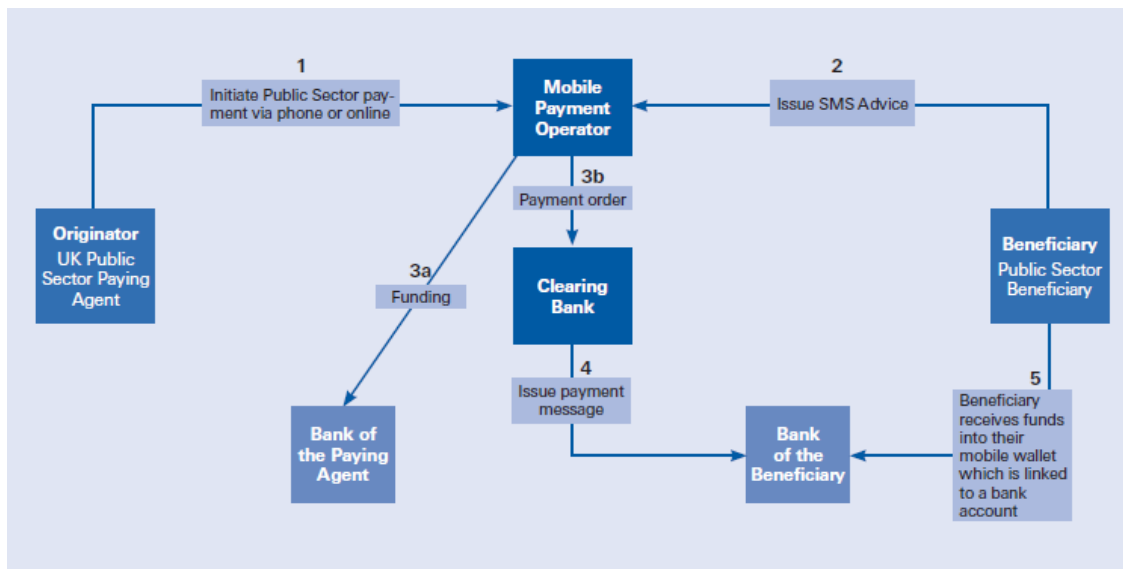 1
Initiate Public Sector pay-
ment via phone or online
Mobile
Payment
Operator
2
Issue SMS Advice
3b
Payment order
Originator
UK Public
Sector Paying
Agent
3a
Funding
Clearing
Bank
Beneficiary
Public Sector
Beneficiary
4
Issue payment
message
5
Beneficiary
receives funds
into their
mobile wallet
which is linked
to a bank
account
Bank of
the Paying
Agent
Bank
of the
Beneficiary